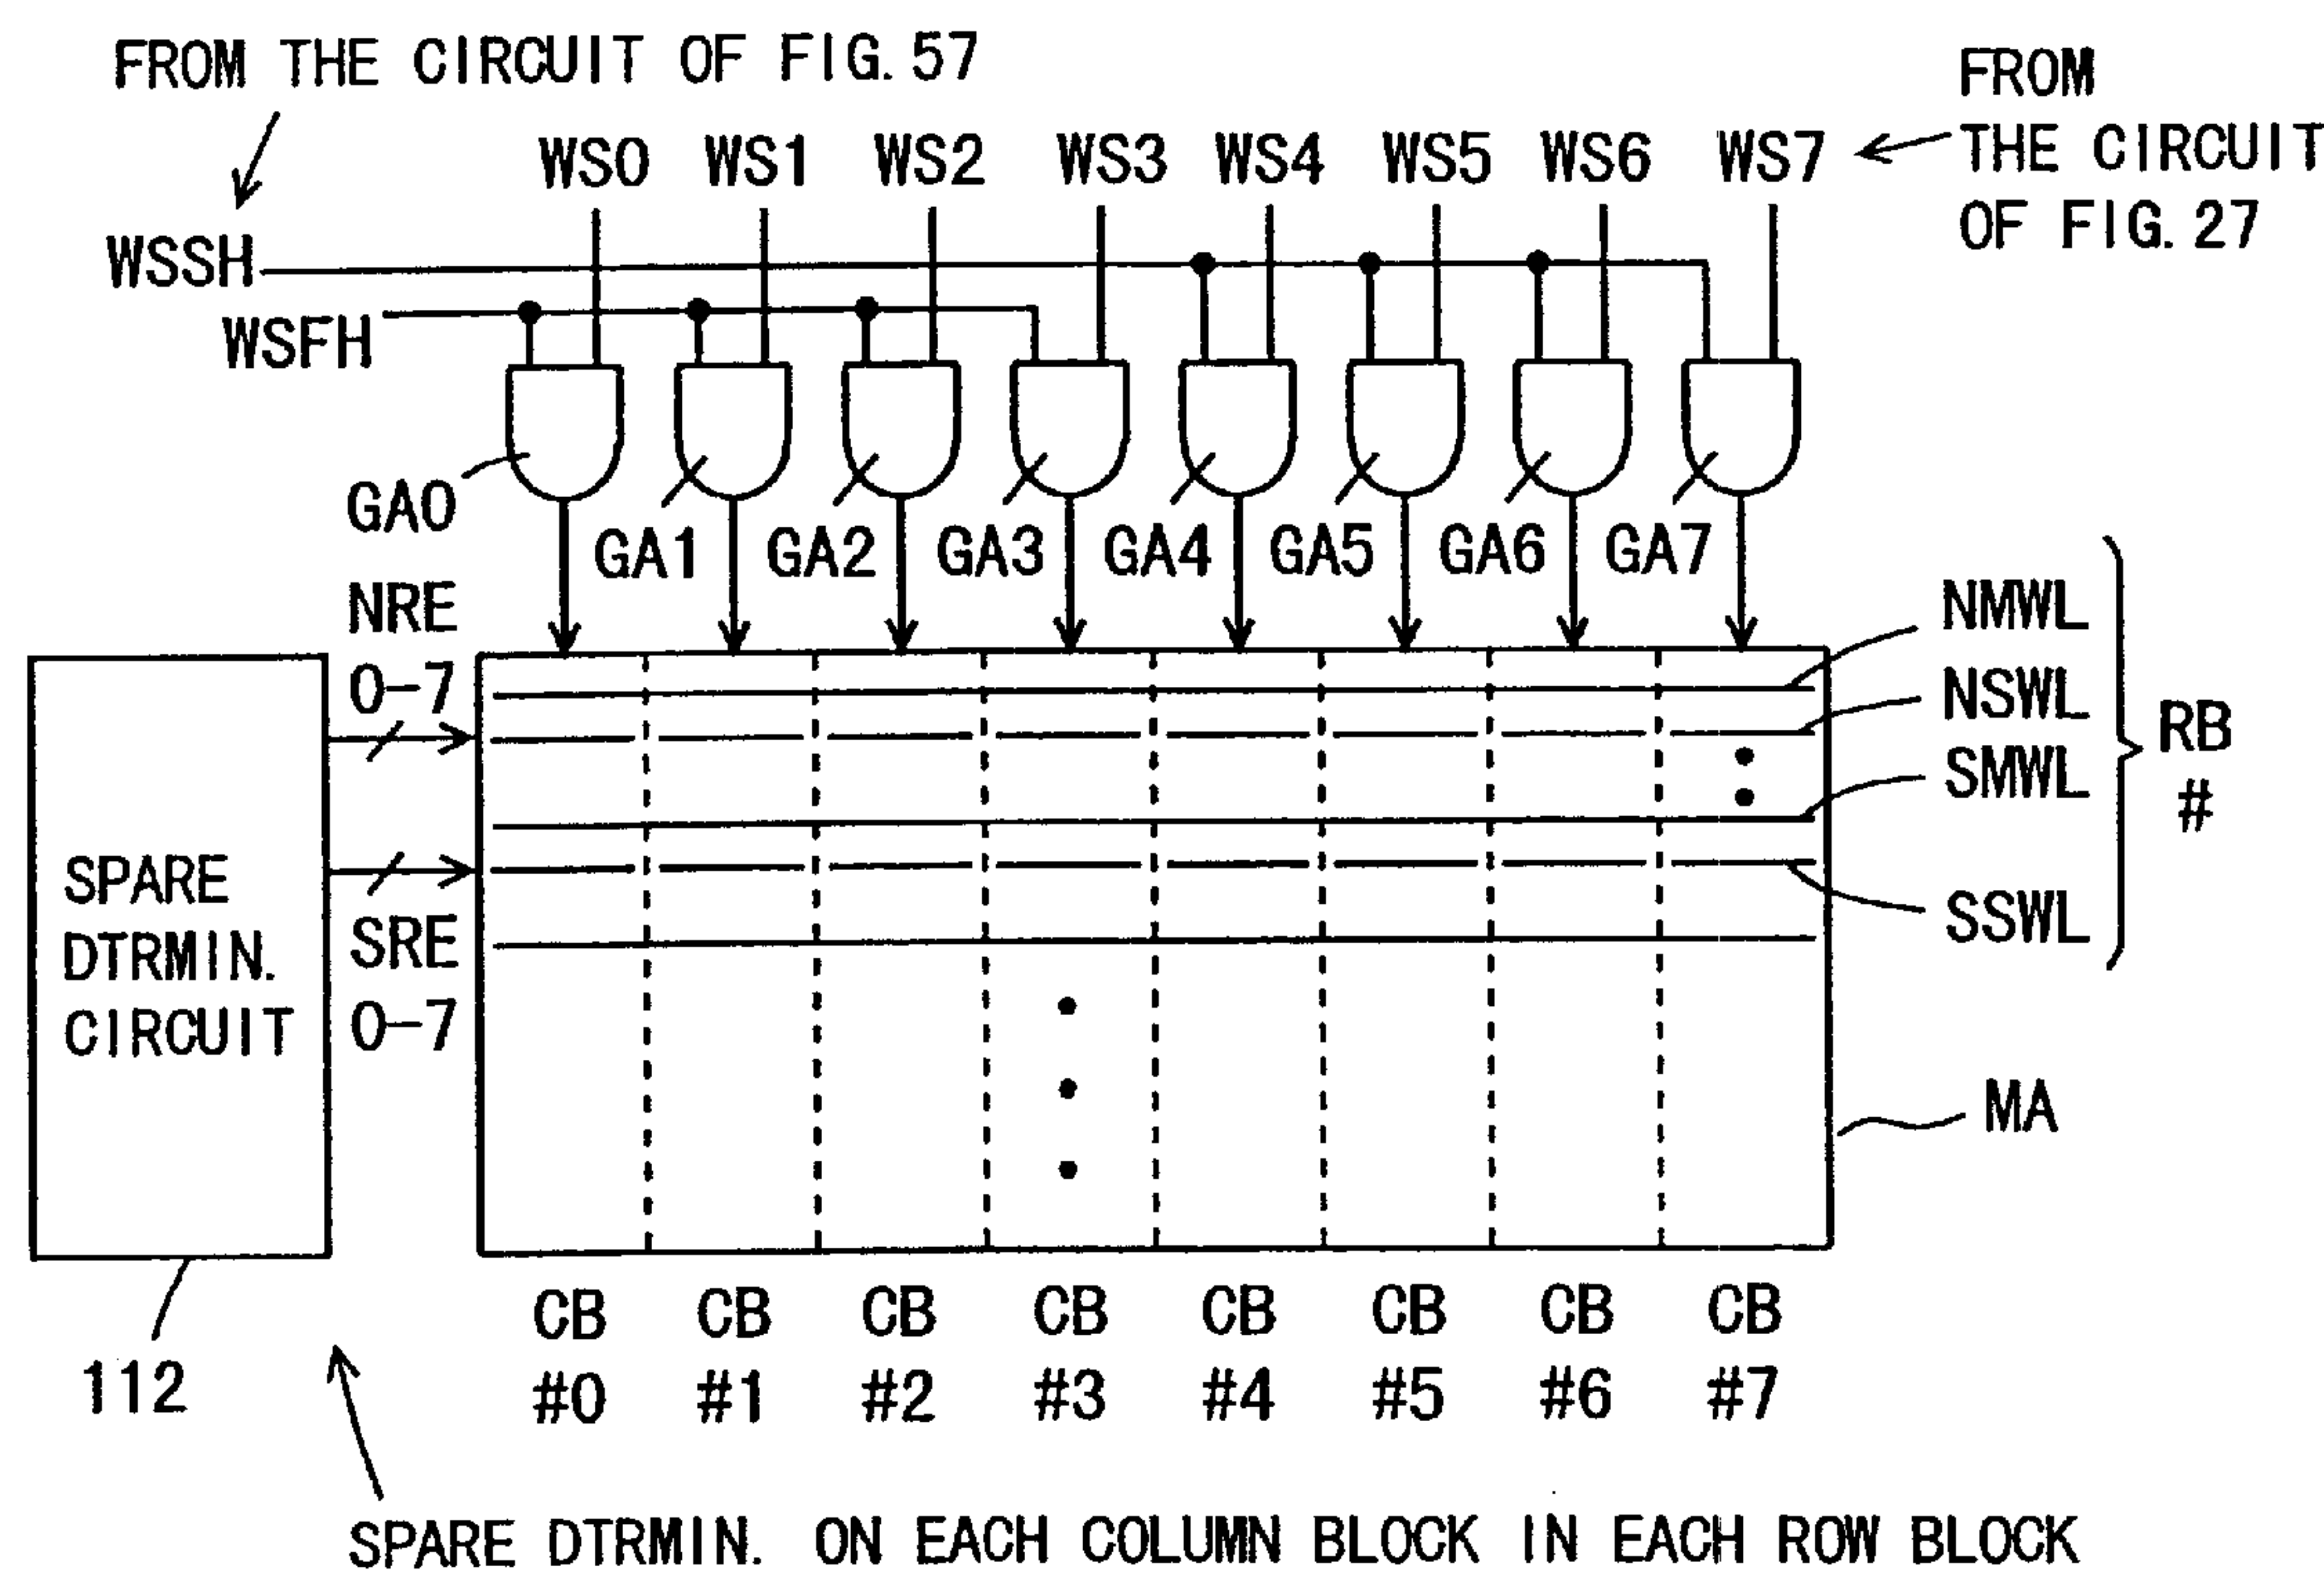 FROM THE CIRCUIT OF FIG. 57
FROM
THE CIRCUIT
OF FIG. 27
WS0 WS1 WS2 WS3 WS4 WS5 WS6 WS7
WSSH
WSFH
GA0
GA1 GA2 GA3 GA4 GA5 GA6 GA7
NRE
0-7
NMWL
NSWL
SMWL
SSWL
RB
#
SPARE
DTRMIN.
CIRCUIT
SRE
0-7
MA
CB CB CB CB CB CB CB CB
#0 #1 #2 #3 #4 #5 #6 #7
112
SPARE DTRMIN. ON EACH COLUMN BLOCK IN EACH ROW BLOCK